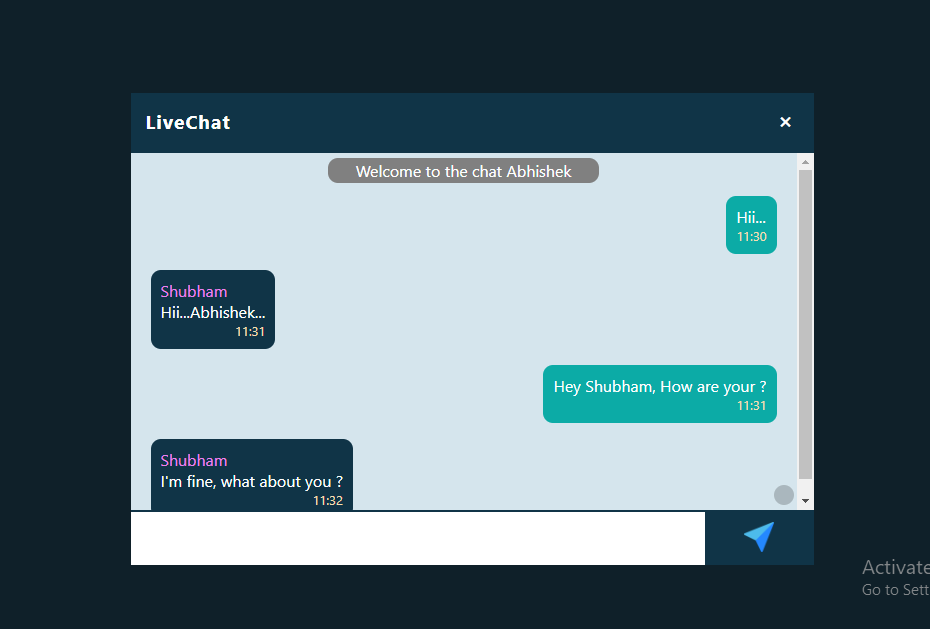 LiveChat
×
Welcome to the chat Abhishek
Hii...
11:30
Shubham
Hii...Abhishek...
11:31
Hey Shubham, How are your ?
11:31
Shubham
I'm fine, what about you ?
11:32
Activate
Go to Sett